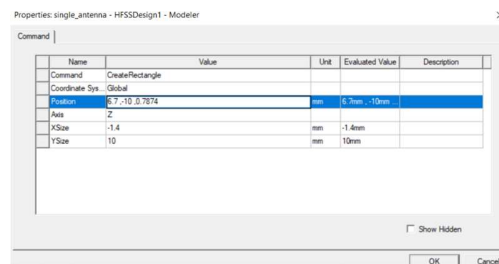 Properties: single_antenna - HFSSDesign1 - Modeler
Command
Name Value Unit Evaluated Value Description
Command CreateRectangle
Coordinate Sys... Global
Position 6.7 ,-10 ,0.7874 mm 6.7mm , -10mm ...
Axis Z
XSize -1.4 mm -1.4mm
YSize 10 mm 10mm
Show Hidden
OK Cancel